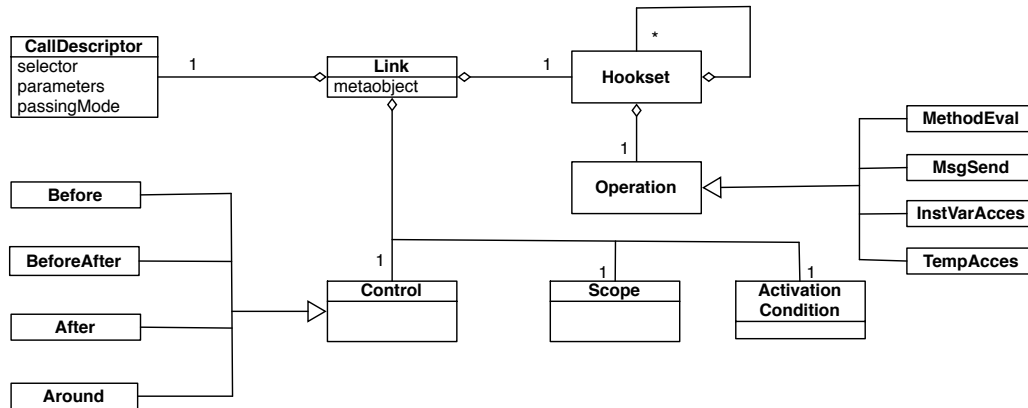 CallDescriptor
selector
parameters
passingMode
1
Link
metaobject
1
Hookset
*
1
Operation
MethodEval
MsgSend
InstVarAcces
TempAcces
Before
BeforeAfter
After
Around
1
Control
1
Scope
1
Activation
Condition